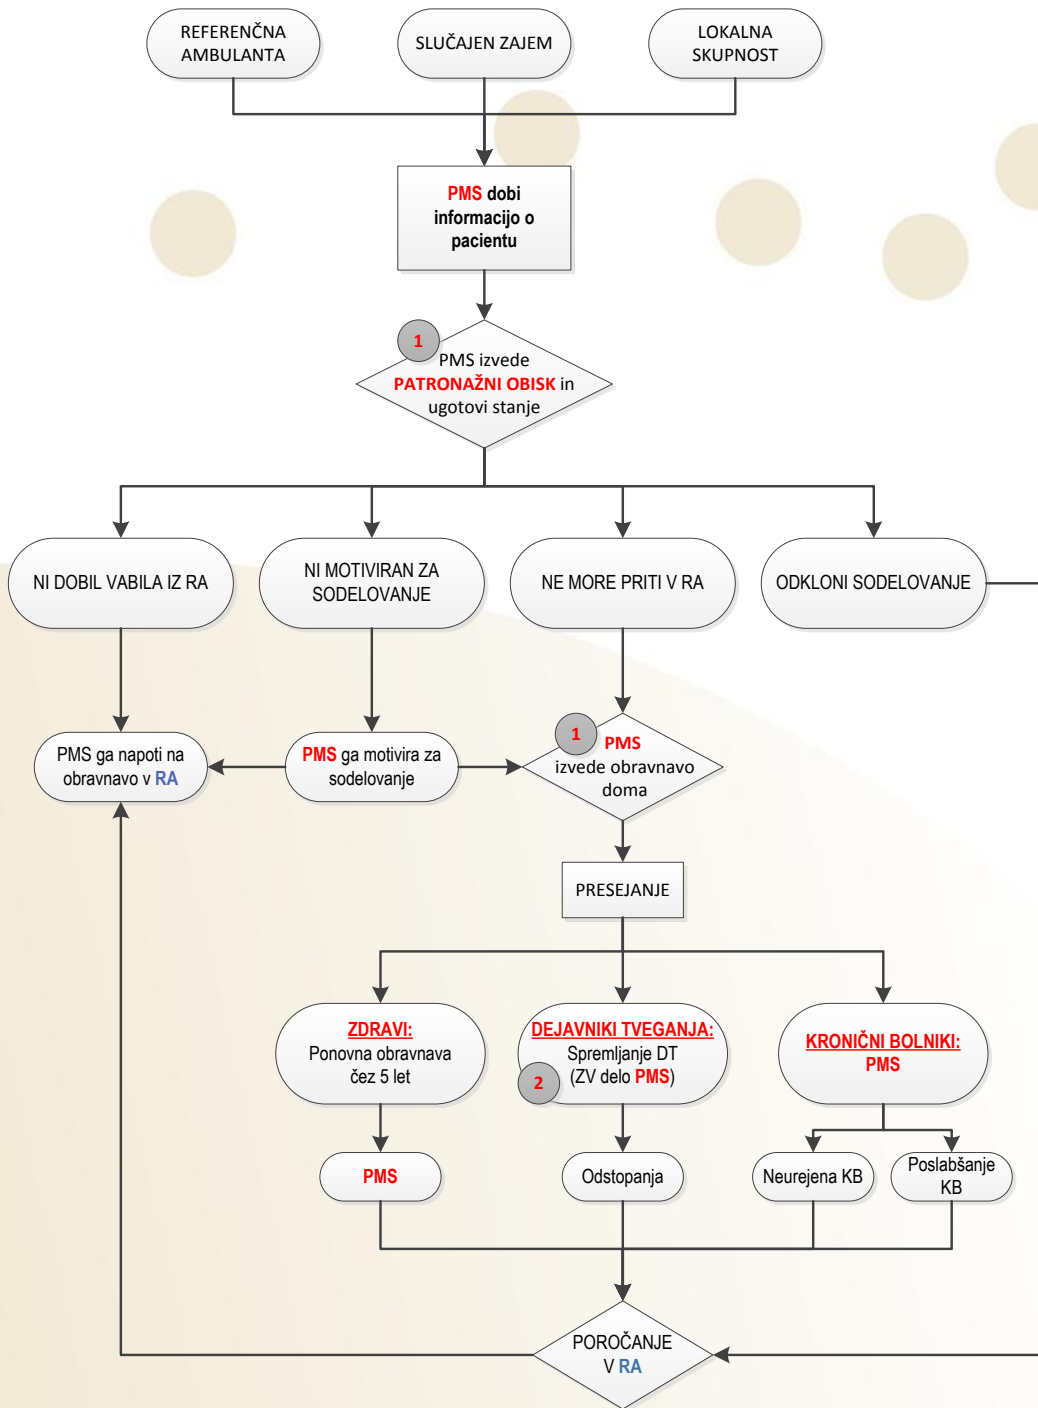 REFERENČNA
AMBULANTA
SLUČAJEN ZAJEM
LOKALNA
SKUPNOST
PMS dobi
informacijo o
pacientu
1
PMS izvede
PATRONAŽNI OBISK in
ugotovi stanje
NI DOBIL VABILA IZ RA
NI MOTIVIRAN ZA
SODELOVANJE
NE MORE PRITI V RA
ODKLONI SODELOVANJE
PMS ga napoti na
obravnavo v RA
PMS ga motivira za
sodelovanje
1
PMS
izvede obravnavo
doma
PRESEJANJE
ZDRAVI:
Ponovna obravnava
čez 5 let
DEJAVNIKI TVEGANJA:
Spremljanje DT
(ZV delo PMS)
2
KRONIČNI BOLNIKI:
PMS
PMS
Odstopanja
Neurejena KB
Poslabšanje
KB
POROČANJE
V RA